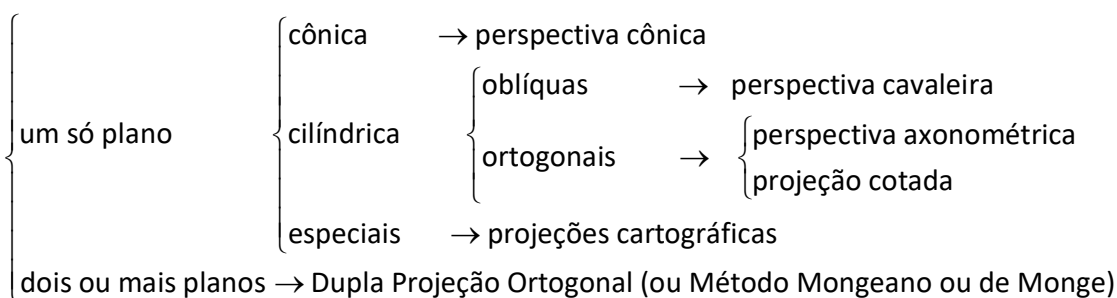 cônica → perspectiva cônica
oblíquas → perspectiva cavaleira
um só plano cilíndrica
perspectiva axonométrica
ortogonais →
projeção cotada
especiais → projeções cartográficas
dois ou mais planos → Dupla Projeção Ortogonal (ou Método Mongeano ou de Monge)